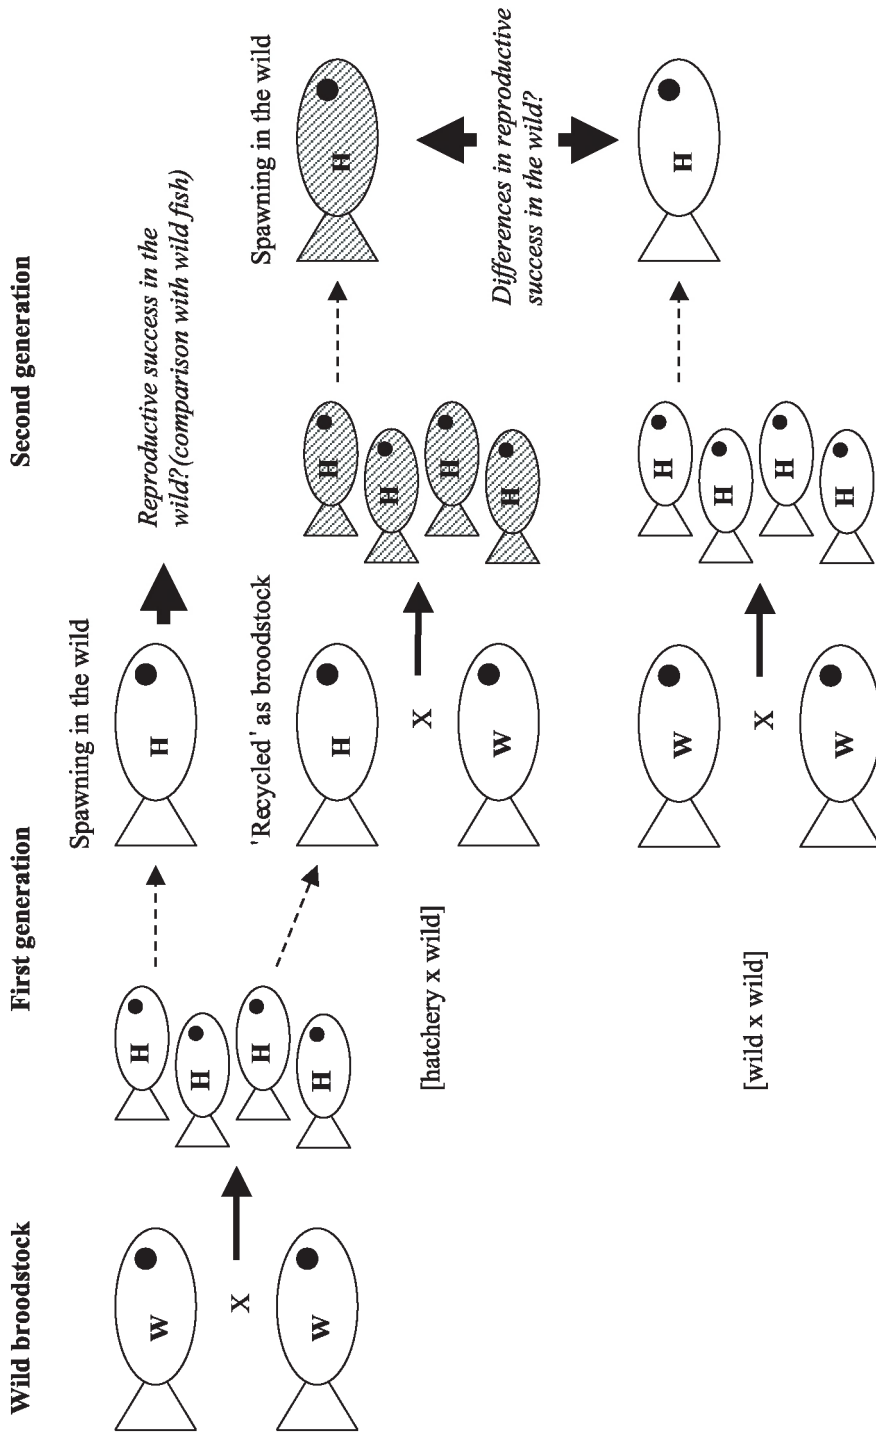 Wild broodstock
First generation
Second generation
W
X
W
H
H
H
H
Spawning in the wild
H
Reproductive success in the
wild? (comparison with wild fish)
'Recycled' as broodstock
[hatchery x wild]
H
X
W
H
H
H
H
Spawning in the wild
H
Differences in reproductive
success in the wild?
[wild x wild]
W
X
W
H
H
H
H
H